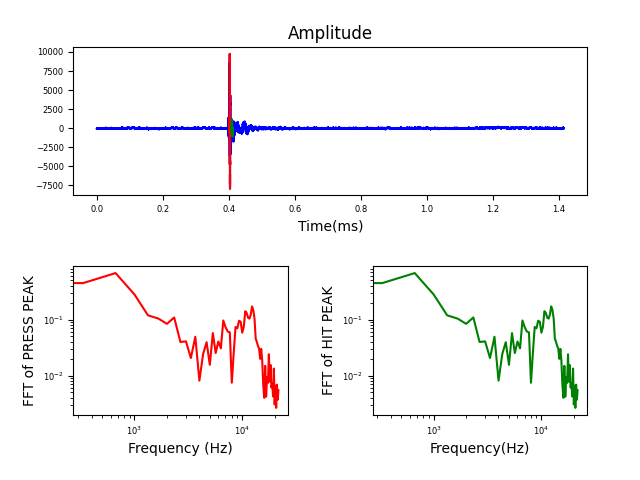 Amplitude
10000
7500
5000
2500
0
−2500
−5000
−7500
0.0 0.2 0.4 0.6 0.8 1.0 1.2 1.4
Time(ms)
FFT of PRESS PEAK
10⁻¹
10⁻²
10³ 10⁴
Frequency (Hz)
FFT of HIT PEAK
10⁻¹
10⁻²
10³ 10⁴
Frequency(Hz)